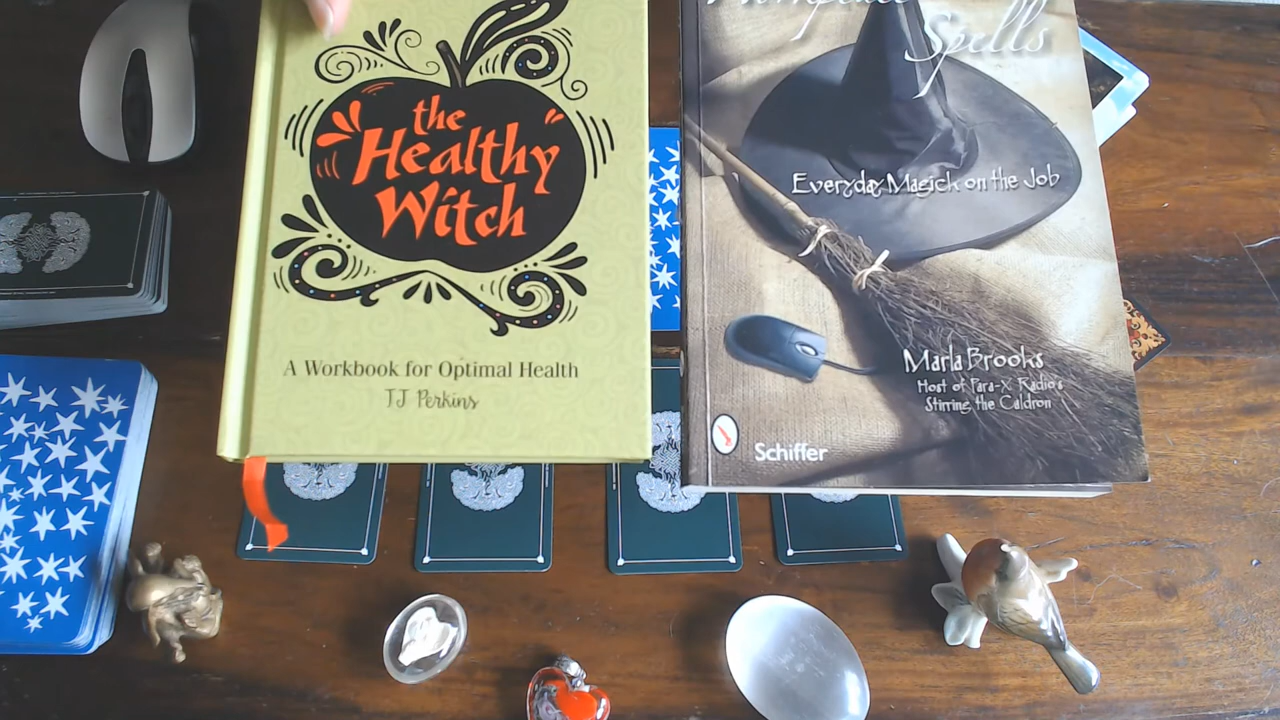 the
Healthy
Witch
A Workbook for Optimal Health
TJ Perkins
Workplace
Spells
Everyday Magick on the Job
Marla Brooks
Host of Para-X Radio's
Stirring the Caldron
Schiffer